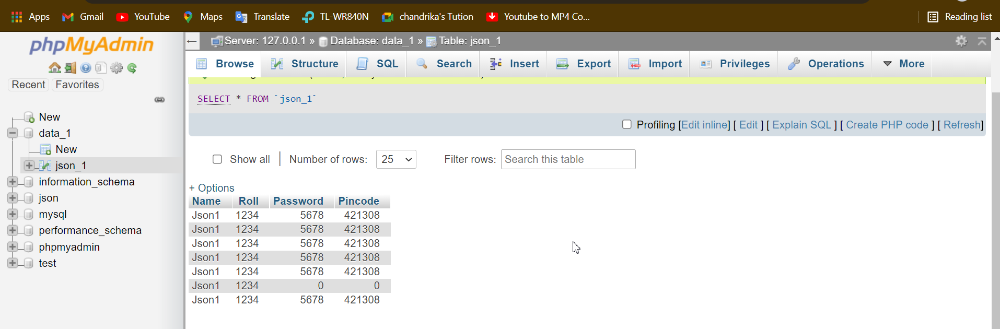 Apps Gmail YouTube Maps Translate TL-WR840N chandrika's Tution Youtube to MP4 Co... Reading list
phpMyAdmin
Recent Favorites
New
data_1
New
json_1
information_schema
json
mysql
performance_schema
phpmyadmin
test
Server: 127.0.0.1 » Database: data_1 » Table: json_1
Browse Structure SQL Search Insert Export Import Privileges Operations More
SELECT * FROM `json_1`
Profiling [Edit inline] [ Edit ] [ Explain SQL ] [ Create PHP code ] [ Refresh]
Show all | Number of rows: 25 Filter rows: Search this table
+ Options
Name Roll Password Pincode
Json1 1234 5678 421308
Json1 1234 5678 421308
Json1 1234 5678 421308
Json1 1234 5678 421308
Json1 1234 5678 421308
Json1 1234 0 0
Json1 1234 5678 421308